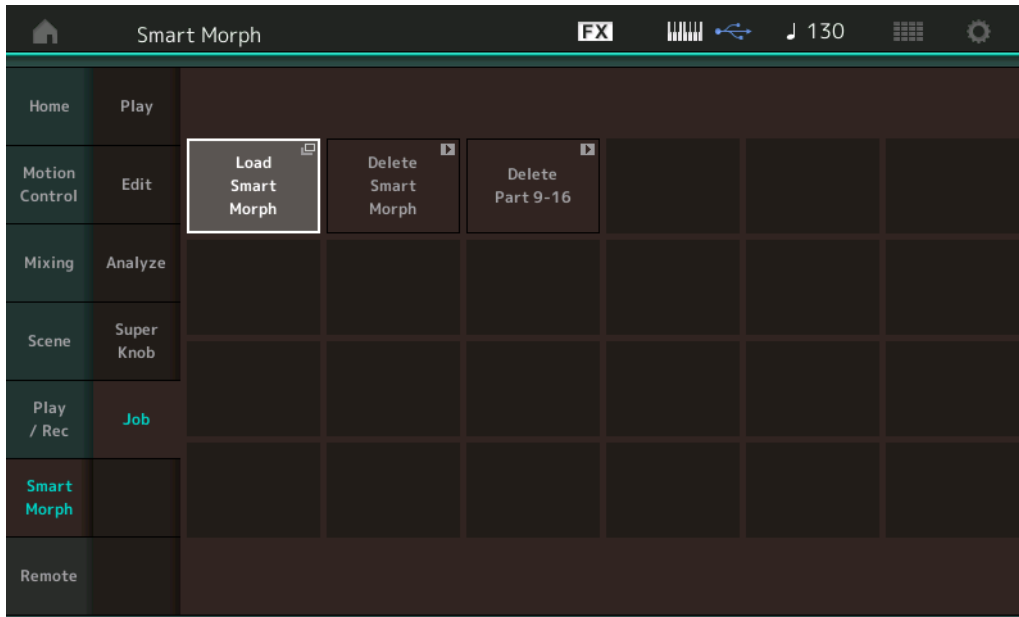 Smart Morph
FX
130
Home
Play
Motion
Control
Edit
Load
Smart
Morph
Delete
Smart
Morph
Delete
Part 9-16
Mixing
Analyze
Scene
Super
Knob
Play
/ Rec
Job
Smart
Morph
Remote